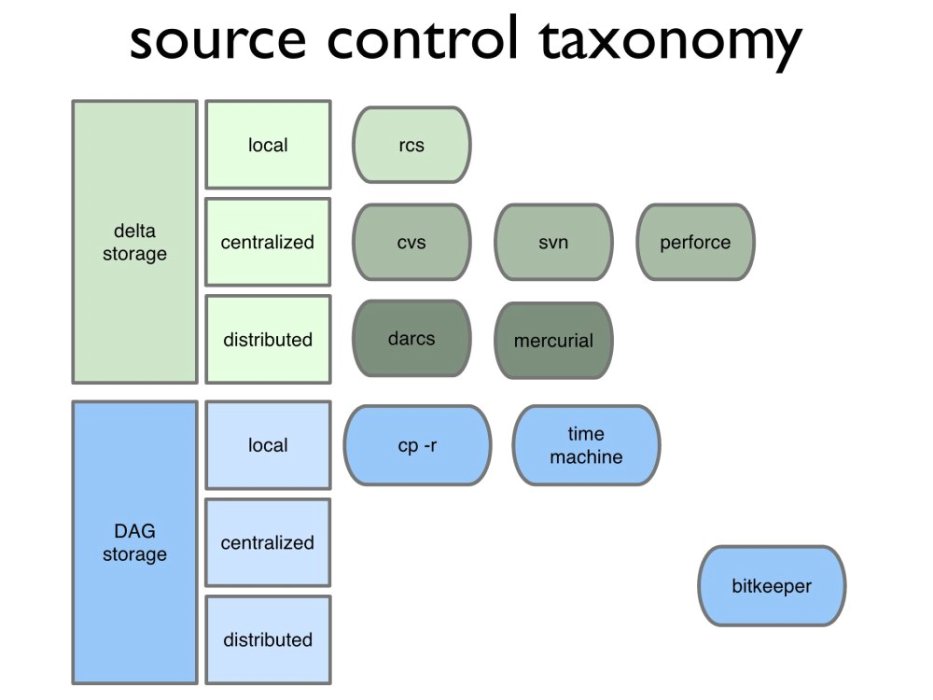 source control taxonomy
delta
storage
local
rcs
centralized
cvs
svn
perforce
distributed
darcs
mercurial
DAG
storage
local
cp -r
time
machine
centralized
bitkeeper
distributed